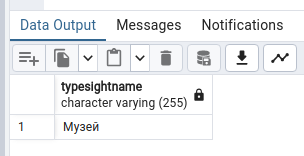 Data Output Messages Notifications
typesightname
character varying (255)
1 Музей